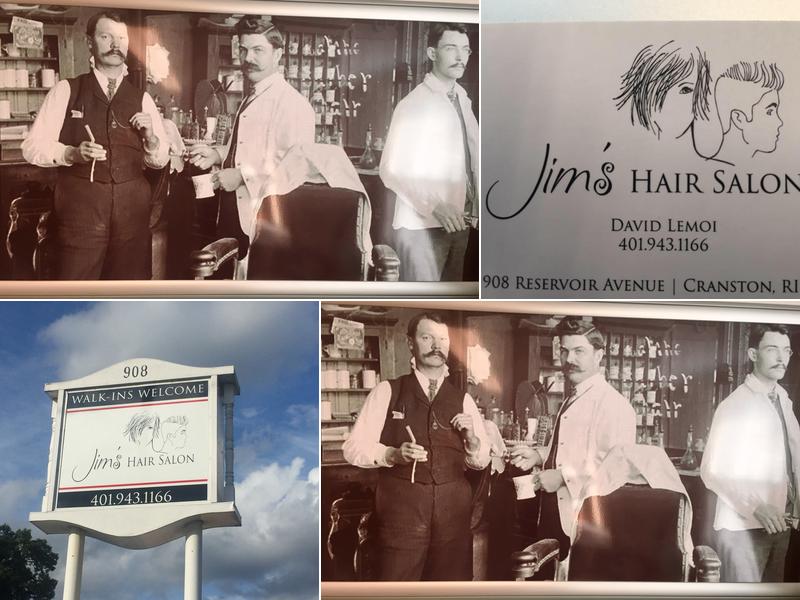 Jim's HAIR SALON
DAVID LEMOI
401.943.1166
908 RESERVOIR AVENUE | CRANSTON, RI
908
WALK-INS WELCOME
Jim's HAIR SALON
401.943.1166